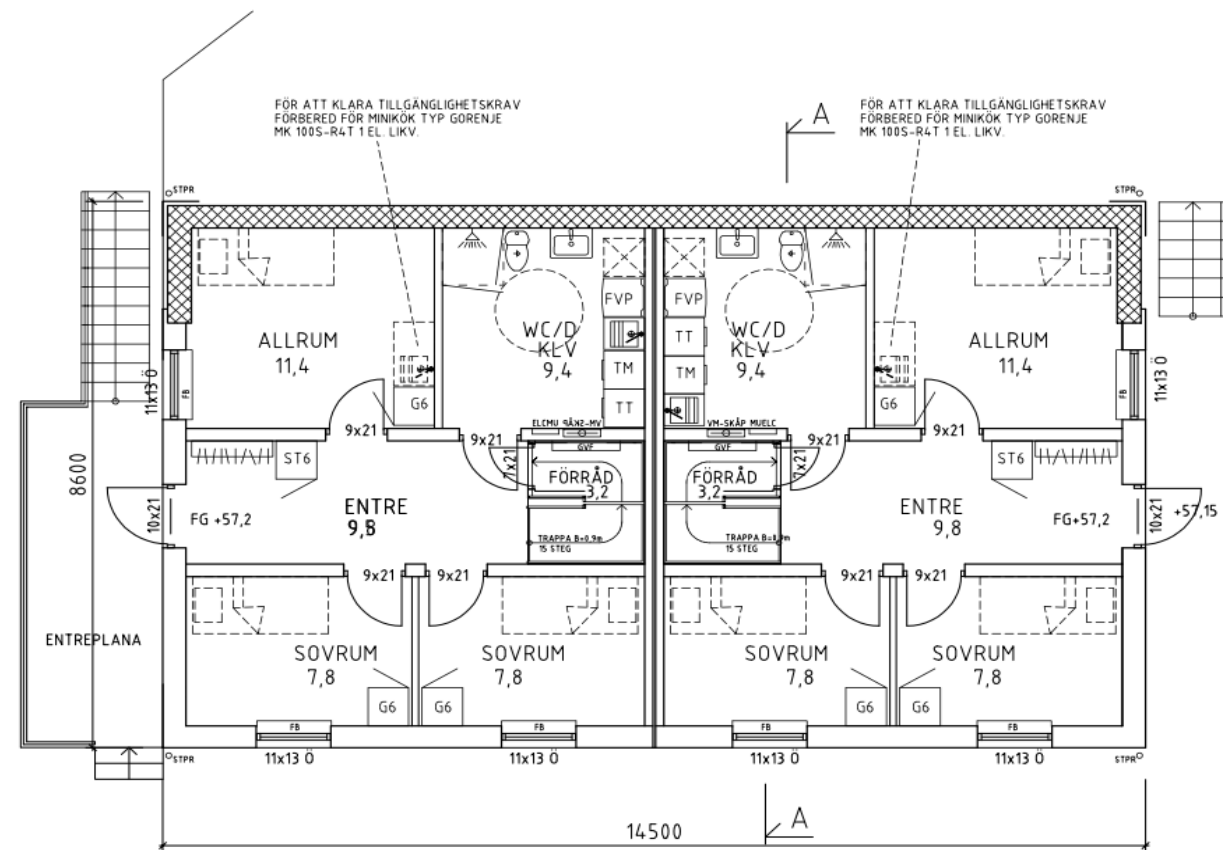 FÖR ATT KLARA TILLGÄNGLIGHETSKRAV
FÖRBERED FÖR MINIKÖK TYP GORENJE
MK 100S-R4T 1 EL. LIKV.
A
FÖR ATT KLARA TILLGÄNGLIGHETSKRAV
FÖRBERED FÖR MINIKÖK TYP GORENJE
MK 100S-R4T 1 EL. LIKV.
STPR
STPR
ALLRUM
11,4
WC/D
KLV
9,4
FVP
TM
TT
FVP
TT
TM
WC/D
KLV
9,4
ALLRUM
11,4
11x13 Ö
FB
G6
G6
FB
11x13 Ö
ELCMU VM-SKÅP
VM-SKÅP MUELC
9x21
9x21
7x21
GVF
GVF
7x21
9x21
9x21
8600
ST6
FÖRRÅD
3,2
FÖRRÅD
3,2
ST6
10x21
FG +57,2
ENTRE
TRAPPA B=0,9m
15 STEG
TRAPPA
15 STEG
ENTRE
9,8
FG+57,2
10x21
+57,15
9x21
9x21
9x21
9x21
ENTREPLANA
SOVRUM
7,8
SOVRUM
7,8
SOVRUM
7,8
SOVRUM
7,8
G6
G6
G6
G6
FB
FB
FB
FB
STPR
11x13 Ö
11x13 Ö
11x13 Ö
11x13 Ö
STPR
14500
A